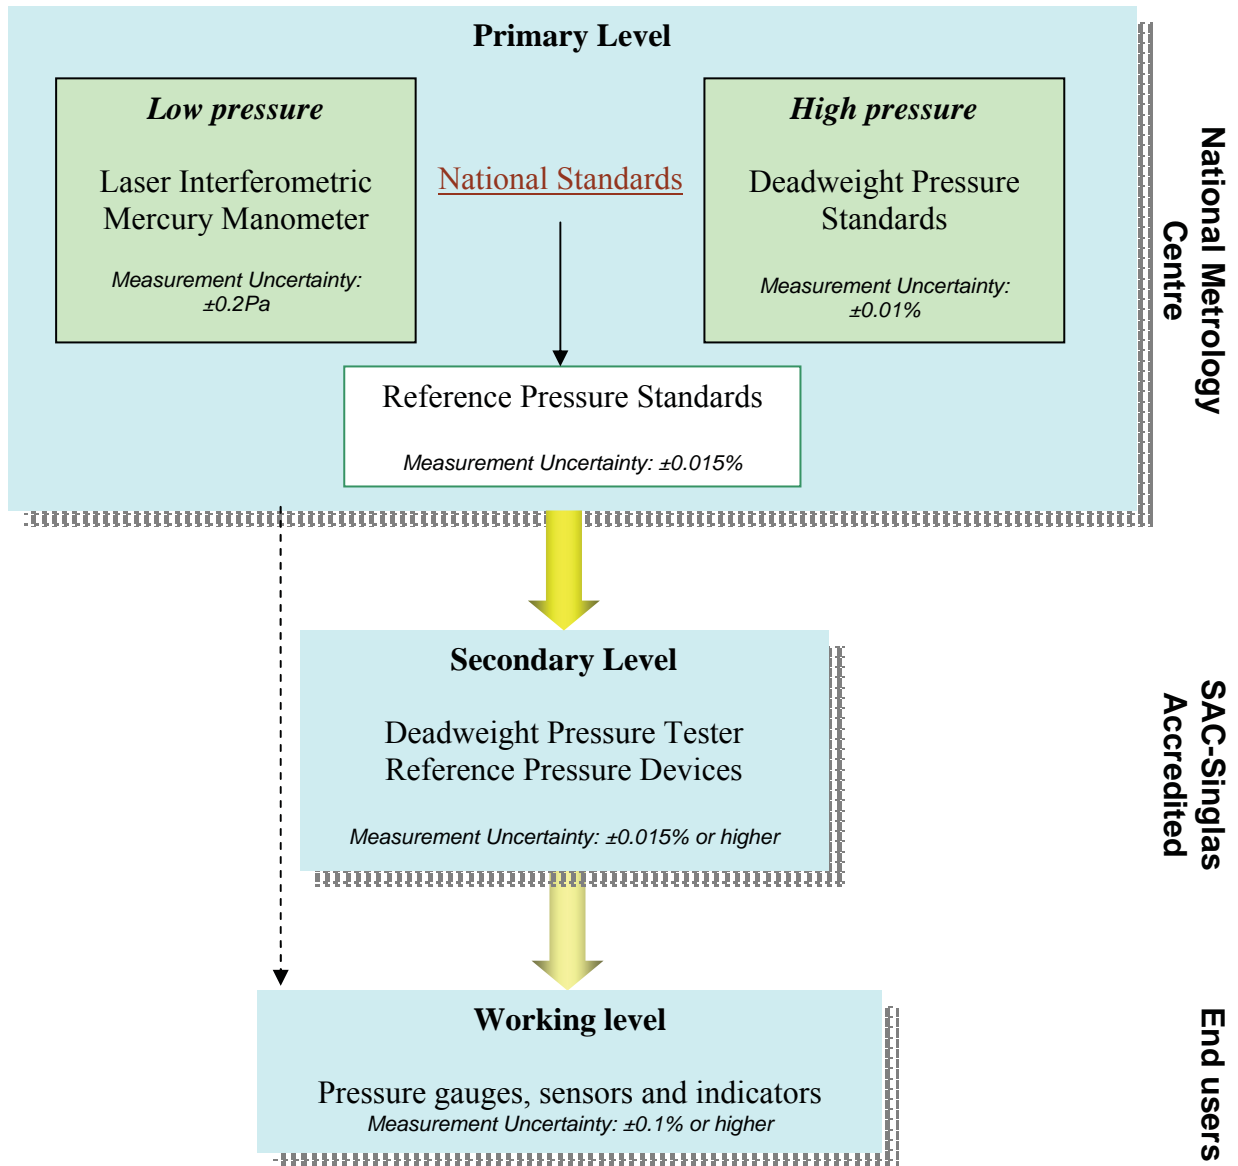 Primary Level
Low pressure
Laser Interferometric
Mercury Manometer
Measurement Uncertainty:
±0.2Pa
National Standards
High pressure
Deadweight Pressure
Standards
Measurement Uncertainty:
±0.01%
Reference Pressure Standards
Measurement Uncertainty: ±0.015%
National Metrology
Centre
Secondary Level
Deadweight Pressure Tester
Reference Pressure Devices
Measurement Uncertainty: ±0.015% or higher
SAC-Singlas
Accredited
Working level
Pressure gauges, sensors and indicators
Measurement Uncertainty: ±0.1% or higher
End users